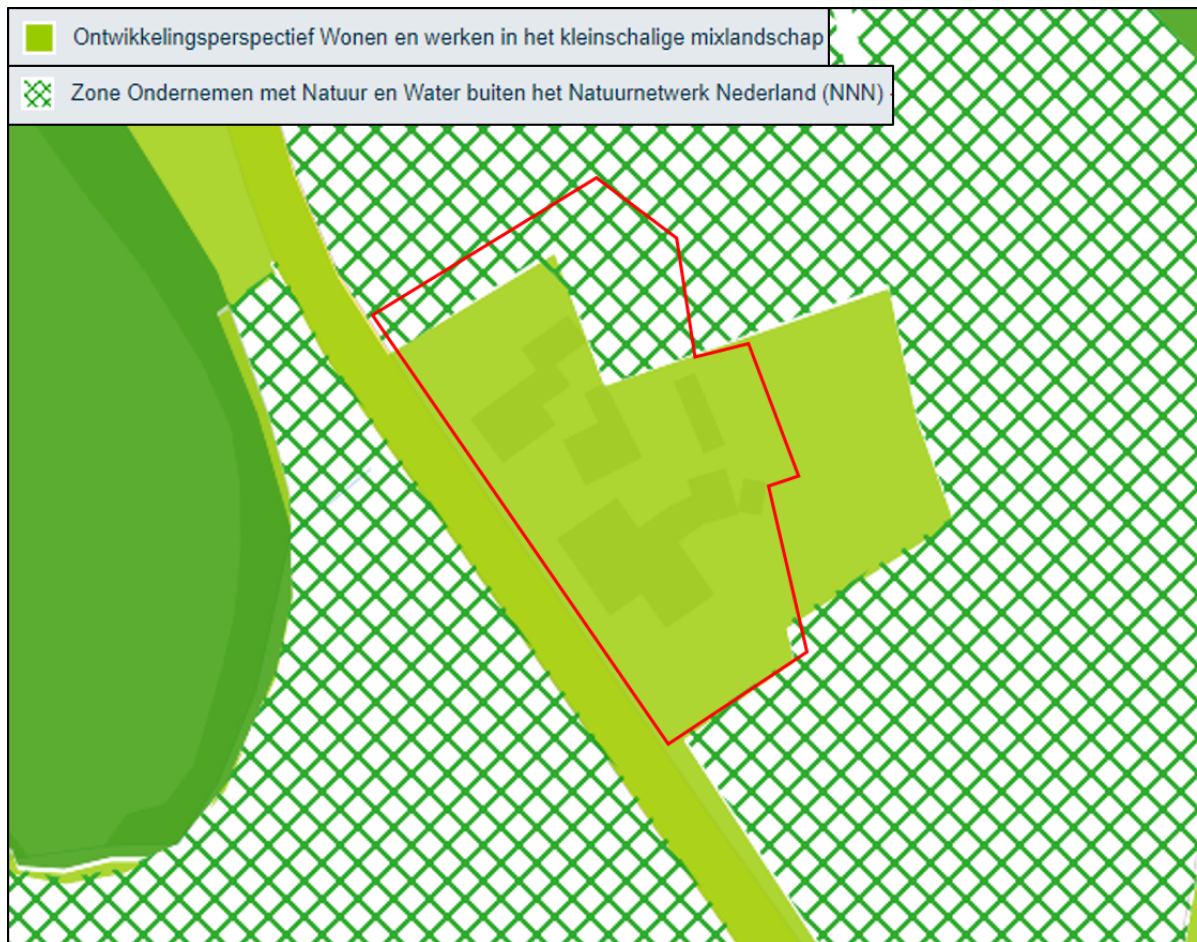 Ontwikkelingsperspectief Wonen en werken in het kleinschalige mixlandschap
Zone Ondernemen met Natuur en Water buiten het Natuurnetwerk Nederland (NNN) -